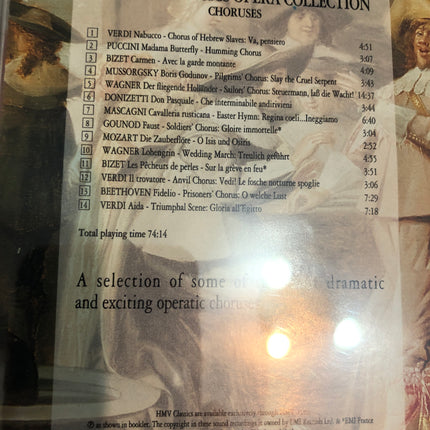 OPERA COLLECTION
CHORUSES
1 VERDI Nabucco - Chorus of Hebrew Slaves: Va, pensiero 4:51
2 PUCCINI Madama Butterfly - Humming Chorus 3:07
3 BIZET Carmen - Avec la garde montante 4:09
4 MUSSORGSKY Boris Godunov - Pilgrims' Chorus: Slay the Cruel Serpent 3:43
5 WAGNER Der fliegende Holländer - Sailors' Chorus: Steuermann, laß die Wacht! 14:37
6 DONIZETTI Don Pasquale - Che interminabile andirivieni 3:44
7 MASCAGNI Cavalleria rusticana - Easter Hymn: Regina coeli...Ineggiamo 6:40
8 GOUNOD Faust - Soldiers' Chorus: Gloire immortelle* 3:04
9 MOZART Die Zauberflöte - O Isis und Osiris 2:52
10 WAGNER Lohengrin - Wedding March: Treulich geführt 4:55
11 BIZET Les Pêcheurs de perles - Sur la grève en feu* 3:51
12 VERDI Il trovatore - Anvil Chorus: Vedi! Le fosche notturne spoglie 3:06
13 BEETHOVEN Fidelio - Prisoners' Chorus: O welche Lust 7:29
14 VERDI Aida - Triumphal Scene: Gloria all'Egitto 7:18
Total playing time 74:14
A selection of some of dramatic
and exciting operatic choruses
HMV Classics are available exclusively through
℗ as shown in booklet. The copyright in these sound recordings is owned by EMI Records Ltd. & *EMI France